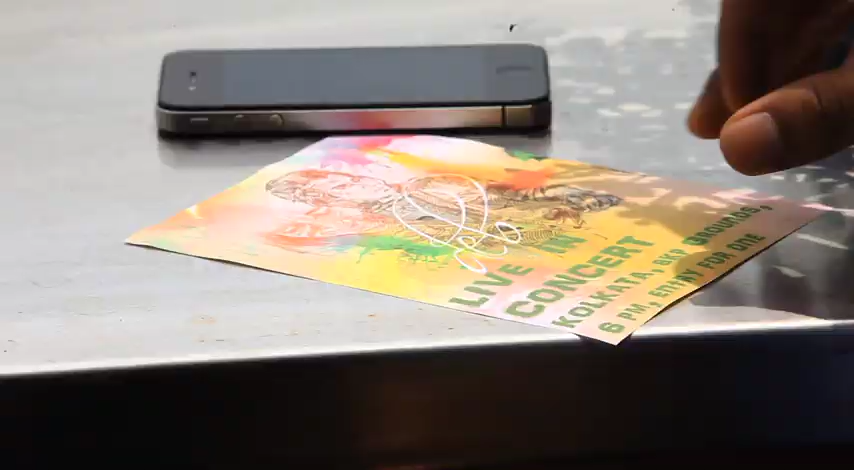 LIVE IN
CONCERT
KOLKATA, BKP GROUNDS,
6 PM, ENTRY FOR ONE